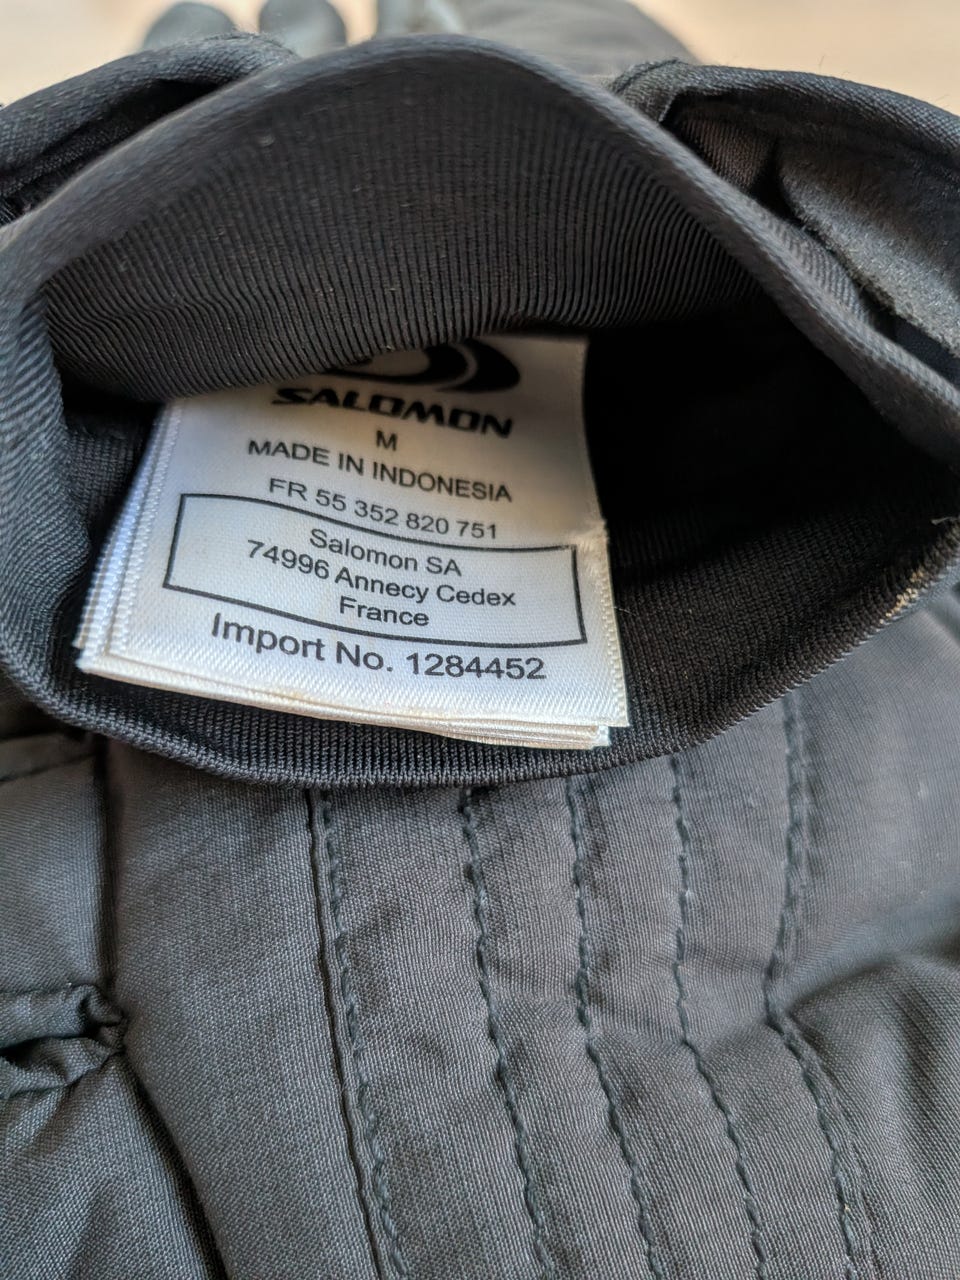 SALOMON
M
MADE IN INDONESIA
FR 55 352 820 751
Salomon SA
74996 Annecy Cedex
France
Import No. 1284452